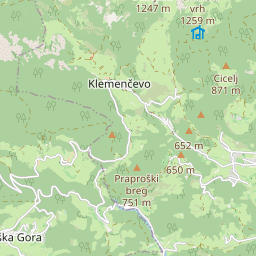 1247 m
vrh
1259 m
Cicelj
871 m
Klemenčevo
652 m
650 m
Praproški
breg
751 m
ška Gora